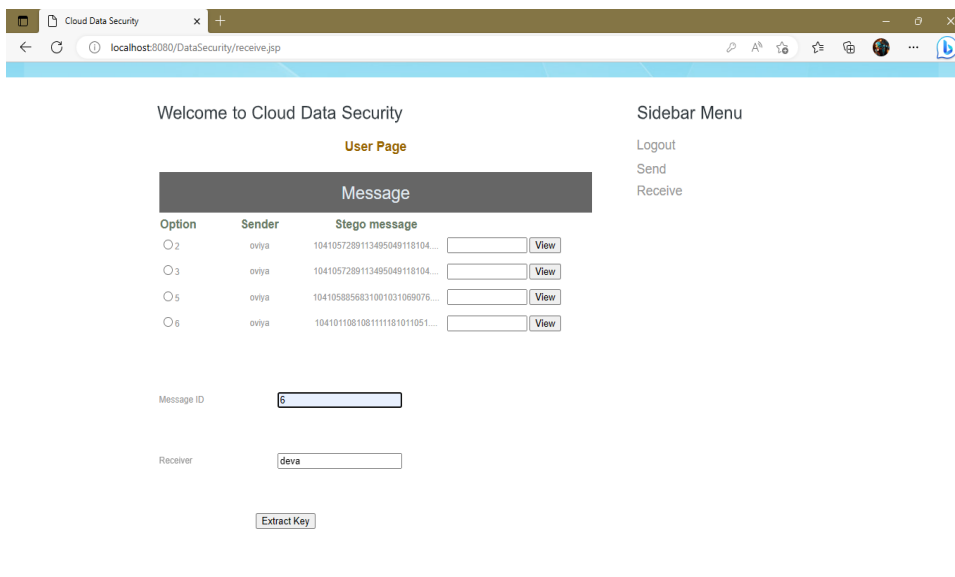 Cloud Data Security
localhost:8080/DataSecurity/receive.jsp
Welcome to Cloud Data Security
User Page
Message
Option Sender Stego message
2 oviya 1041057289113495049118104.... View
3 oviya 1041057289113495049118104.... View
5 oviya 1041058856831001031069076.... View
6 oviya 1041011081081111181011051.... View
Message ID 6
Receiver deva
Extract Key
Sidebar Menu
Logout
Send
Receive